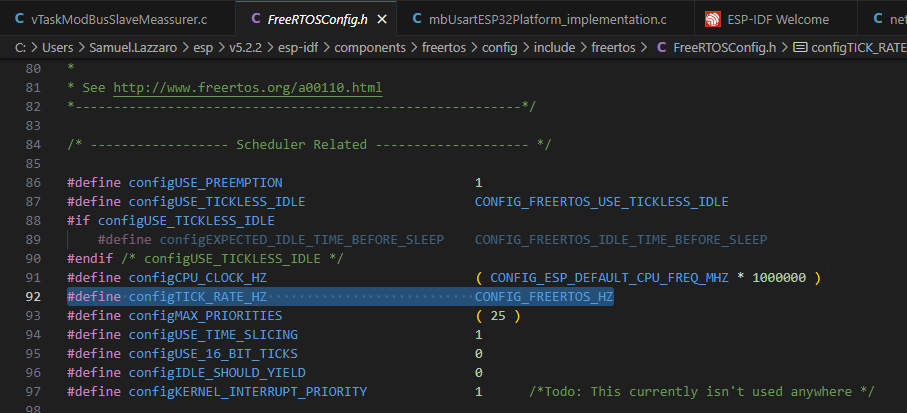 vTaskModBusSlaveMeassurer.c FreeRTOSConfig.h mbUsartESP32Platform_implementation.c ESP-IDF Welcome net
C: > Users > Samuel.Lazzaro > esp > v5.2.2 > esp-idf > components > freertos > config > include > freertos > C FreeRTOSConfig.h > configTICK_RATE
80 *
81 * See http://www.freertos.org/a00110.html
82 *----------------------------------------------------------*/
83
84 /* ------------------ Scheduler Related -------------------- */
85
86 #define configUSE_PREEMPTION 1
87 #define configUSE_TICKLESS_IDLE CONFIG_FREERTOS_USE_TICKLESS_IDLE
88 #if configUSE_TICKLESS_IDLE
89 #define configEXPECTED_IDLE_TIME_BEFORE_SLEEP CONFIG_FREERTOS_IDLE_TIME_BEFORE_SLEEP
90 #endif /* configUSE_TICKLESS_IDLE */
91 #define configCPU_CLOCK_HZ ( CONFIG_ESP_DEFAULT_CPU_FREQ_MHZ * 1000000 )
92 #define configTICK_RATE_HZ CONFIG_FREERTOS_HZ
93 #define configMAX_PRIORITIES ( 25 )
94 #define configUSE_TIME_SLICING 1
95 #define configUSE_16_BIT_TICKS 0
96 #define configIDLE_SHOULD_YIELD 0
97 #define configKERNEL_INTERRUPT_PRIORITY 1 /*Todo: This currently isn't used anywhere */
98